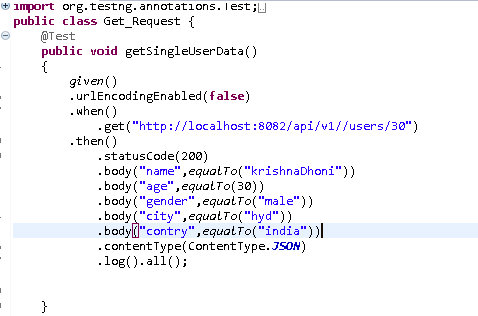 import org.testng.annotations.Test;
public class Get_Request {
@Test
public void getSingleUserData()
{
given()
.urlEncodingEnabled(false)
.when()
.get("http://localhost:8082/api/v1//users/30")
.then()
.statusCode(200)
.body("name",equalTo("krishnaDhoni"))
.body("age",equalTo(30))
.body("gender",equalTo("male"))
.body("city",equalTo("hyd"))
.body("contry",equalTo("india"))
.contentType(ContentType.JSON)
.log().all();
}